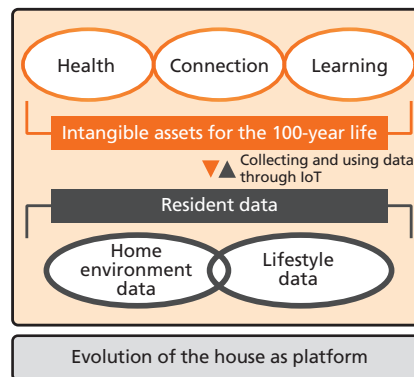 Health
Connection
Learning
Intangible assets for the 100-year life
Collecting and using data
through IoT
Resident data
Home
environment
data
Lifestyle
data
Evolution of the house as platform